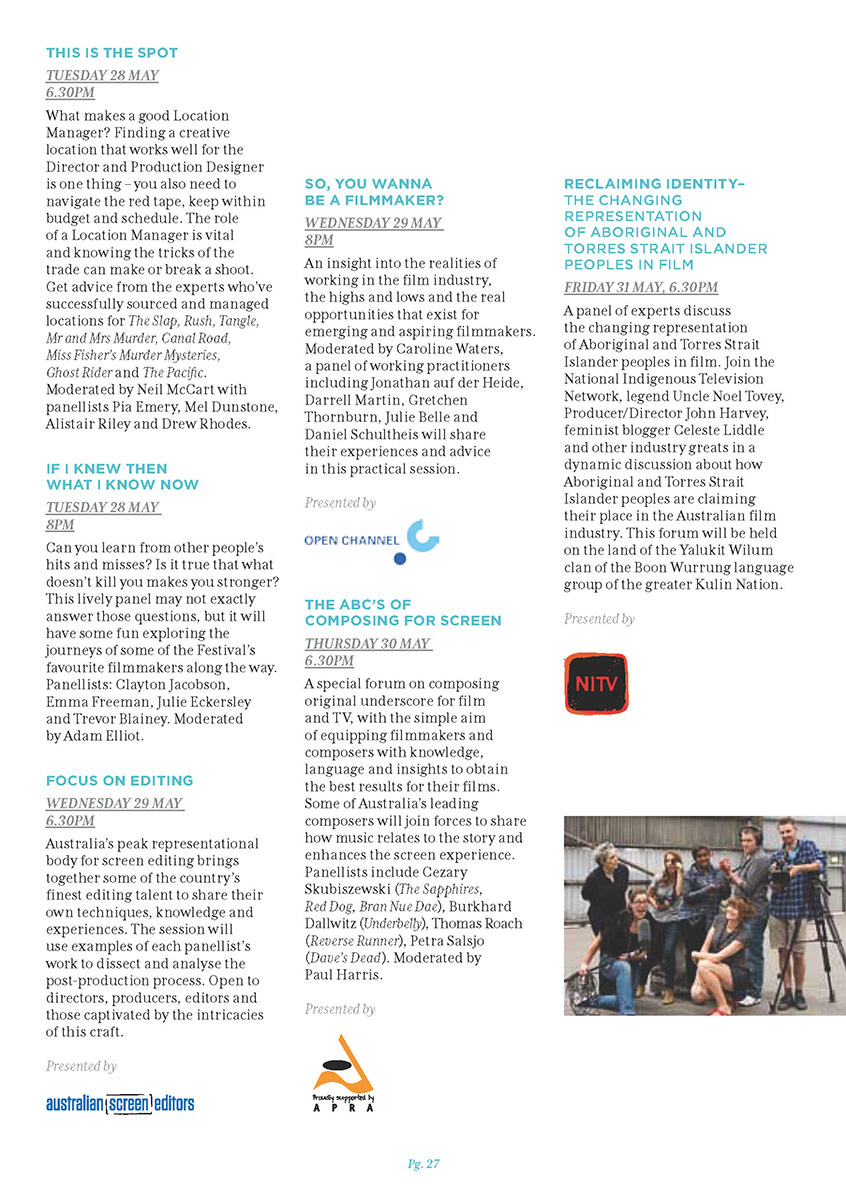 THIS IS THE SPOT
TUESDAY 28 MAY
6.30PM
What makes a good Location
Manager? Finding a creative
location that works well for the
Director and Production Designer
is one thing – you also need to
navigate the red tape, keep within
budget and schedule. The role
of a Location Manager is vital
and knowing the tricks of the
trade can make or break a shoot.
Get advice from the experts who've
successfully sourced and managed
locations for The Slap, Rush, Tangle,
Mr and Mrs Murder, Canal Road,
Miss Fisher's Murder Mysteries,
Ghost Rider and The Pacific.
Moderated by Neil McCart with
panellists Pia Emery, Mel Dunstone,
Alistair Riley and Drew Rhodes.
IF I KNEW THEN
WHAT I KNOW NOW
TUESDAY 28 MAY
8PM
Can you learn from other people's
hits and misses? Is it true that what
doesn't kill you makes you stronger?
This lively panel may not exactly
answer those questions, but it will
have some fun exploring the
journeys of some of the Festival's
favourite filmmakers along the way.
Panellists: Clayton Jacobson,
Emma Freeman, Julie Eckersley
and Trevor Blainey. Moderated
by Adam Elliot.
FOCUS ON EDITING
WEDNESDAY 29 MAY
6.30PM
Australia's peak representational
body for screen editing brings
together some of the country's
finest editing talent to share their
own techniques, knowledge and
experiences. The session will
use examples of each panellist's
work to dissect and analyse the
post-production process. Open to
directors, producers, editors and
those captivated by the intricacies
of this craft.
Presented by
australian screen editors
SO, YOU WANNA
BE A FILMMAKER?
WEDNESDAY 29 MAY
8PM
An insight into the realities of
working in the film industry,
the highs and lows and the real
opportunities that exist for
emerging and aspiring filmmakers.
Moderated by Caroline Waters,
a panel of working practitioners
including Jonathan auf der Heide,
Darrell Martin, Gretchen
Thornburn, Julie Belle and
Daniel Schultheis will share
their experiences and advice
in this practical session.
Presented by
OPEN CHANNEL
THE ABC'S OF
COMPOSING FOR SCREEN
THURSDAY 30 MAY
6.30PM
A special forum on composing
original underscore for film
and TV, with the simple aim
of equipping filmmakers and
composers with knowledge,
language and insights to obtain
the best results for their films.
Some of Australia's leading
composers will join forces to share
how music relates to the story and
enhances the screen experience.
Panellists include Cezary
Skubiszewski (The Sapphires,
Red Dog, Bran Nue Dae), Burkhard
Dallwitz (Underbelly), Thomas Roach
(Reverse Runner), Petra Salsjo
(Dave's Dead). Moderated by
Paul Harris.
Presented by
Proudly supported by
APRA
RECLAIMING IDENTITY–
THE CHANGING
REPRESENTATION
OF ABORIGINAL AND
TORRES STRAIT ISLANDER
PEOPLES IN FILM
FRIDAY 31 MAY, 6.30PM
A panel of experts discuss
the changing representation
of Aboriginal and Torres Strait
Islander peoples in film. Join the
National Indigenous Television
Network, legend Uncle Noel Tovey,
Producer/Director John Harvey,
feminist blogger Celeste Liddle
and other industry greats in a
dynamic discussion about how
Aboriginal and Torres Strait
Islander peoples are claiming
their place in the Australian film
industry. This forum will be held
on the land of the Yalukit Wilum
clan of the Boon Wurrung language
group of the greater Kulin Nation.
Presented by
NITV
Pg. 27